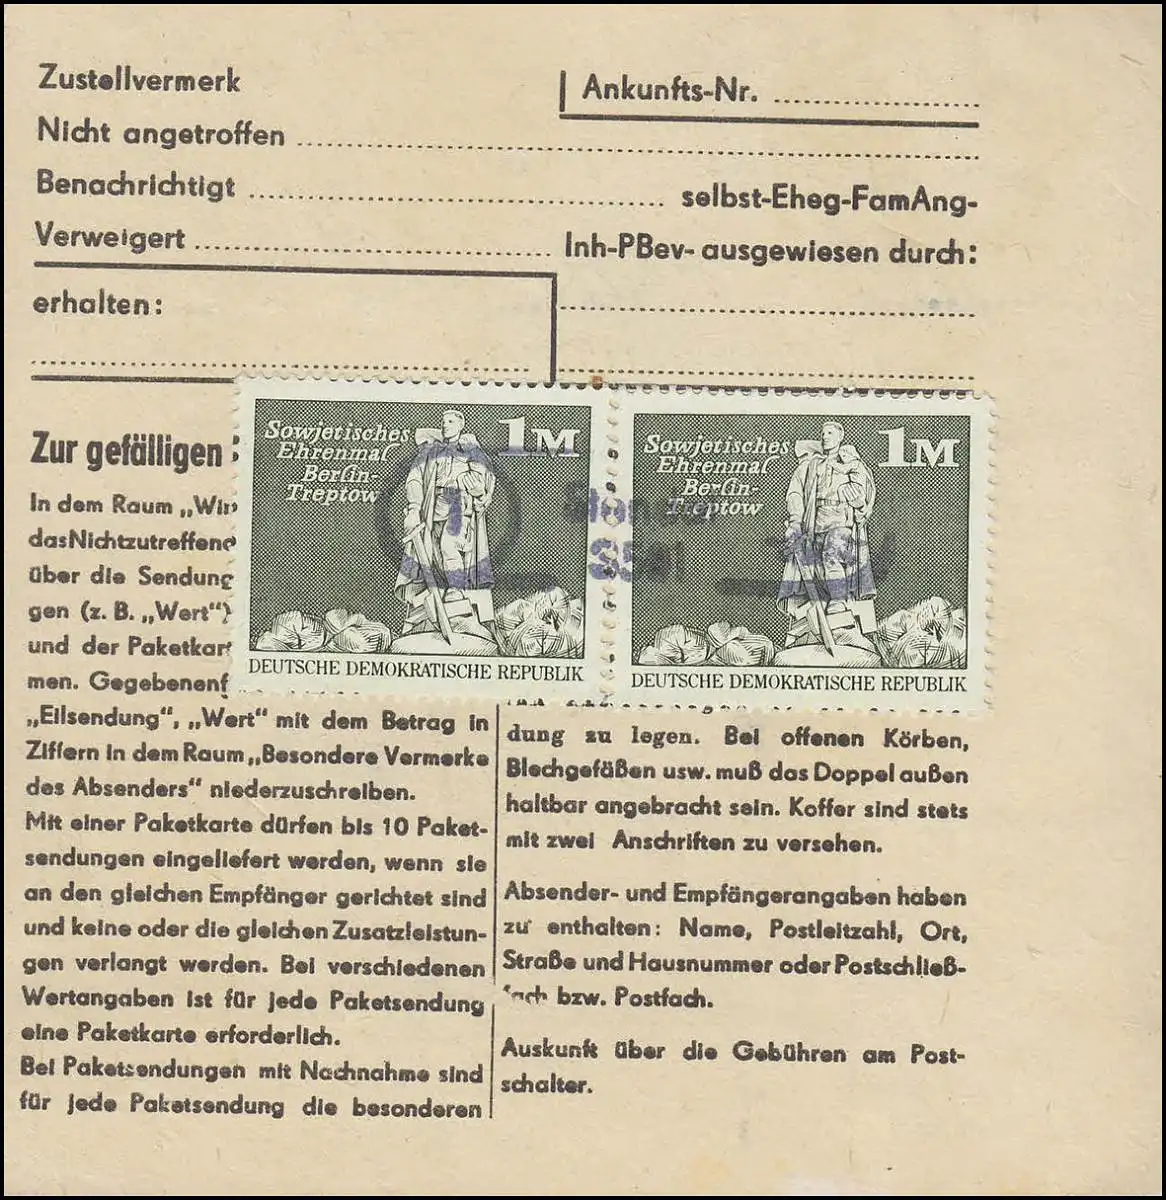 Zustellvermerk
Ankunfts-Nr.
Nicht angetroffen
Benachrichtigt
selbst-Eheg-FamAng-
Verweigert
Inh-PBev- ausgewiesen durch:
erhalten:
Sowjetisches
Ehrenmal
Berlin-
Treptow
1M
DEUTSCHE DEMOKRATISCHE REPUBLIK
Sowjetisches
Ehrenmal
Berlin-
Treptow
1M
DEUTSCHE DEMOKRATISCHE REPUBLIK
1
Zur gefälligen
In dem Raum „Wir
das Nichtzutreffend
über die Sendung
gen (z. B. „Wert“)
und der Paketkar
men. Gegebenenf
„Eilsendung“, „Wert“ mit dem Betrag in
Ziffern in dem Raum „Besondere Vermerke
des Absenders“ niederzuschreiben.
Mit einer Paketkarte dürfen bis 10 Paket-
sendungen eingeliefert werden, wenn sie
an den gleichen Empfänger gerichtet sind
und keine oder die gleichen Zusatzleistun-
gen verlangt werden. Bei verschiedenen
Wertangaben ist für jede Paketsendung
eine Paketkarte erforderlich.
Bei Paketsendungen mit Nachnahme sind
für jede Paketsendung die besonderen
dung zu legen. Bei offenen Körben,
Blechgefäßen usw. muß das Doppel außen
haltbar angebracht sein. Koffer sind stets
mit zwei Anschriften zu versehen.
Absender- und Empfängerangaben haben
zu enthalten: Name, Postleitzahl, Ort,
Straße und Hausnummer oder Postschließ-
fach bzw. Postfach.
Auskunft über die Gebühren am Post-
schalter.